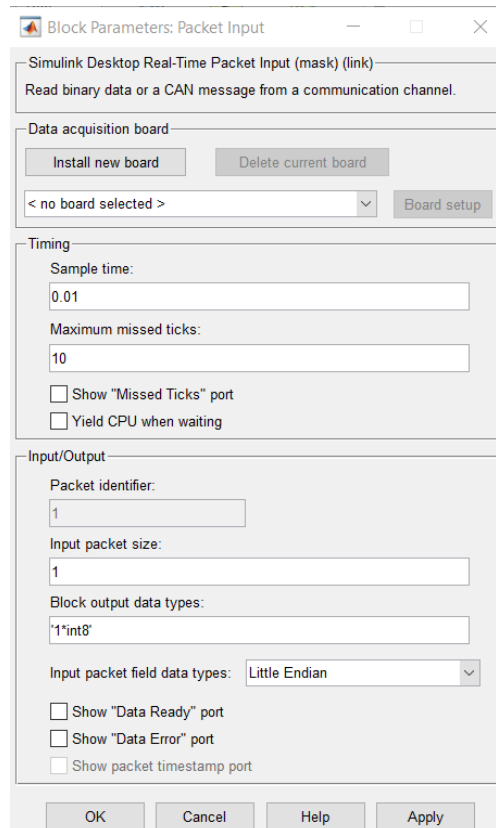 Block Parameters: Packet Input
Simulink Desktop Real-Time Packet Input (mask) (link)
Read binary data or a CAN message from a communication channel.
Data acquisition board
Install new board Delete current board
< no board selected > Board setup
Timing
Sample time:
0.01
Maximum missed ticks:
10
Show "Missed Ticks" port
Yield CPU when waiting
Input/Output
Packet identifier:
1
Input packet size:
1
Block output data types:
'1*int8'
Input packet field data types: Little Endian
Show "Data Ready" port
Show "Data Error" port
Show packet timestamp port
OK Cancel Help Apply